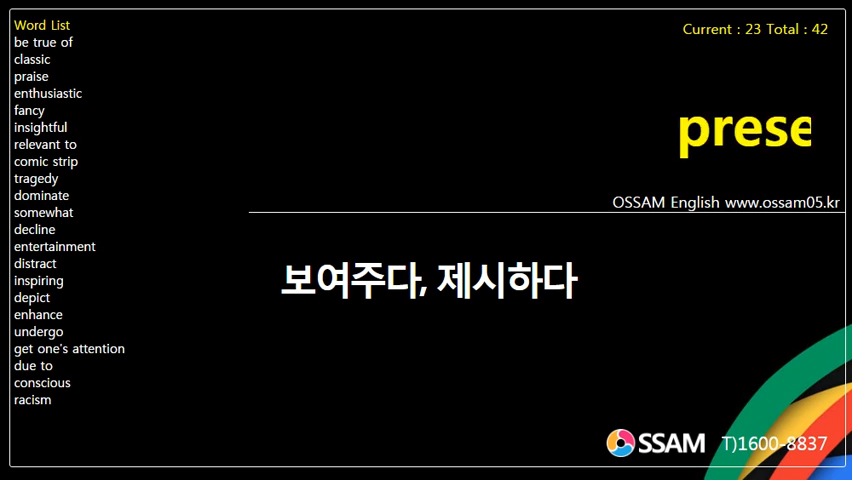 Word List
be true of
classic
praise
enthusiastic
fancy
insightful
relevant to
comic strip
tragedy
dominate
somewhat
decline
entertainment
distract
inspiring
depict
enhance
undergo
get one's attention
due to
conscious
racism
Current : 23 Total : 42
prese
OSSAM English www.ossam05.kr
보여주다, 제시하다
OSSAM T)1600-8837